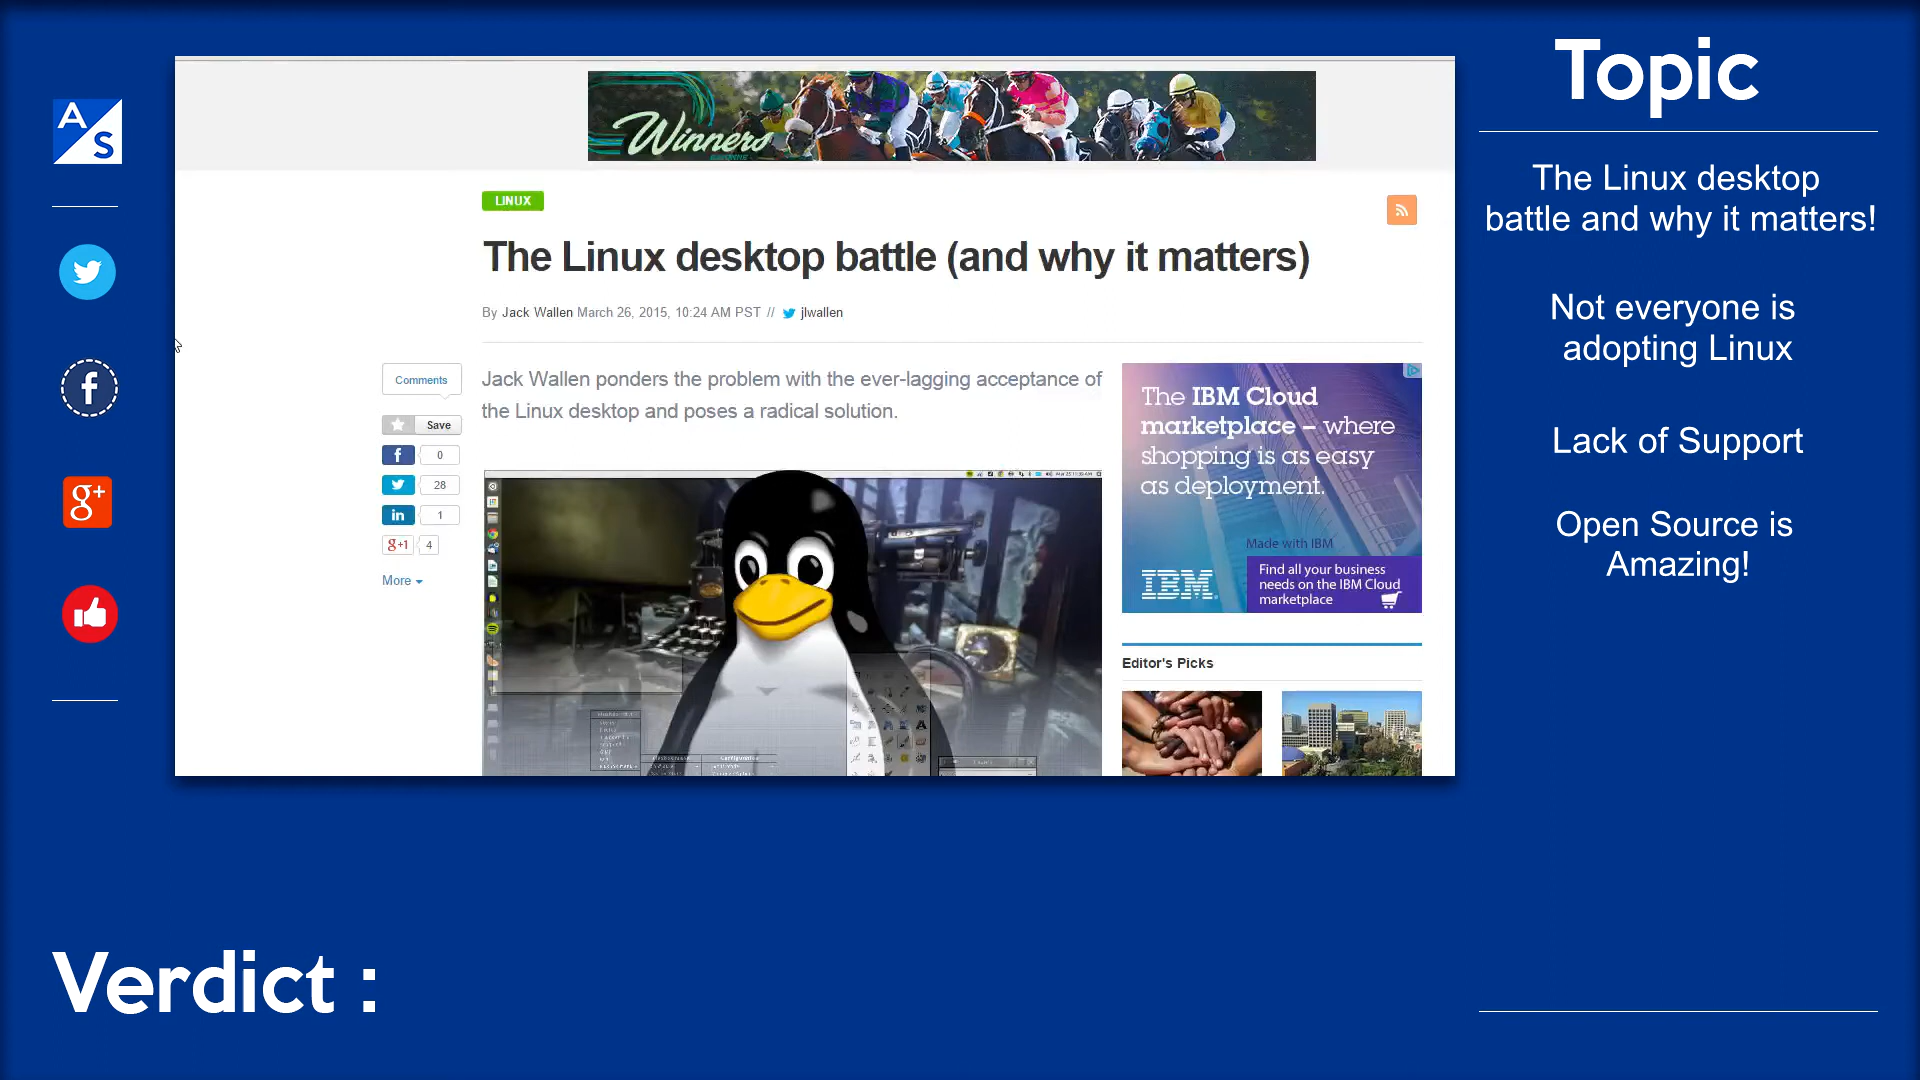 Topic
The Linux desktop
battle and why it matters!
Not everyone is
adopting Linux
Lack of Support
Open Source is
Amazing!
A
S
f
g+
Winners
LINUX
The Linux desktop battle (and why it matters)
By Jack Wallen March 26, 2015, 10:24 AM PST // jlwallen
Comments
Save
f 0
28
in 1
g+1 4
More
Jack Wallen ponders the problem with the ever-lagging acceptance of
the Linux desktop and poses a radical solution.
The IBM Cloud
marketplace – where
shopping is as easy
as deployment.
Made with IBM
IBM
Find all your business
needs on the IBM Cloud
marketplace
Editor's Picks
Verdict :